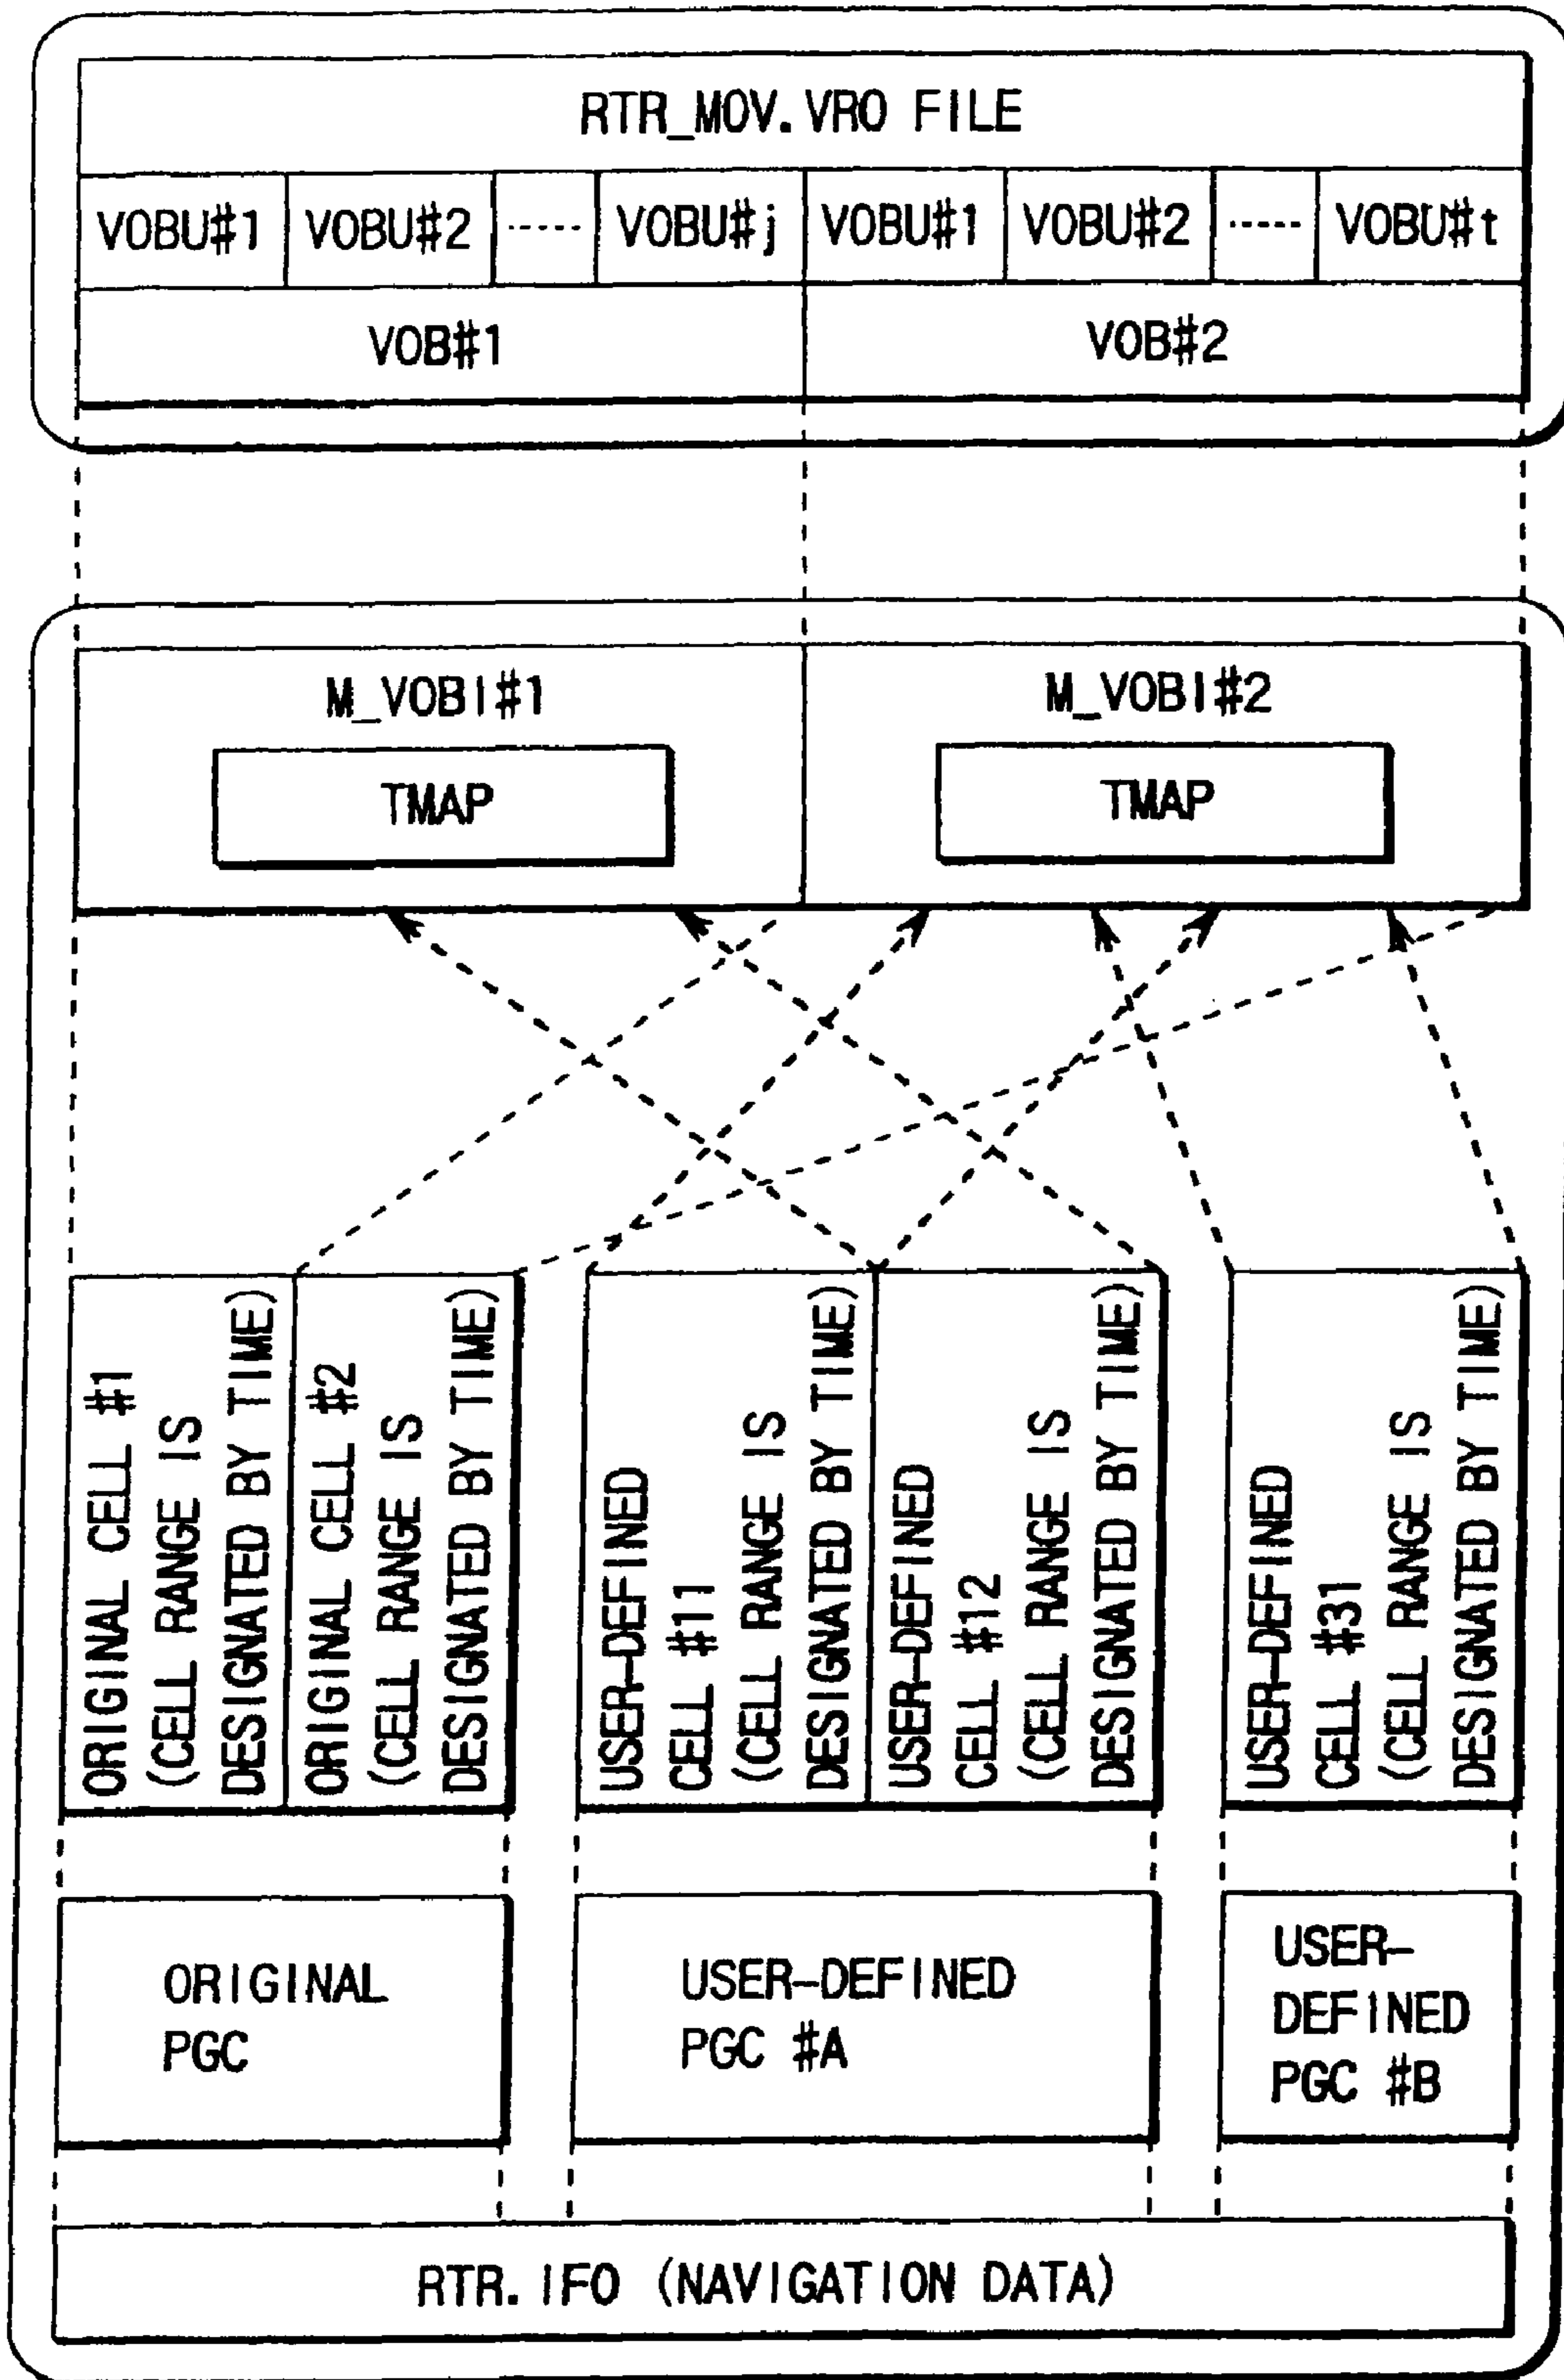 RTR_MOV.VRO FILE
VOBU#1 VOBU#2 ----- VOBU#j VOBU#1 VOBU#2 ----- VOBU#t
VOB#1 VOB#2
M_VOBI#1 M_VOBI#2
TMAP TMAP
ORIGINAL CELL #1
(CELL RANGE IS
DESIGNATED BY TIME)
ORIGINAL CELL #2
(CELL RANGE IS
DESIGNATED BY TIME)
USER-DEFINED
CELL #11
(CELL RANGE IS
DESIGNATED BY TIME)
USER-DEFINED
CELL #12
(CELL RANGE IS
DESIGNATED BY TIME)
USER-DEFINED
CELL #31
(CELL RANGE IS
DESIGNATED BY TIME)
ORIGINAL
PGC
USER-DEFINED
PGC #A
USER-
DEFINED
PGC #B
RTR.IFO (NAVIGATION DATA)